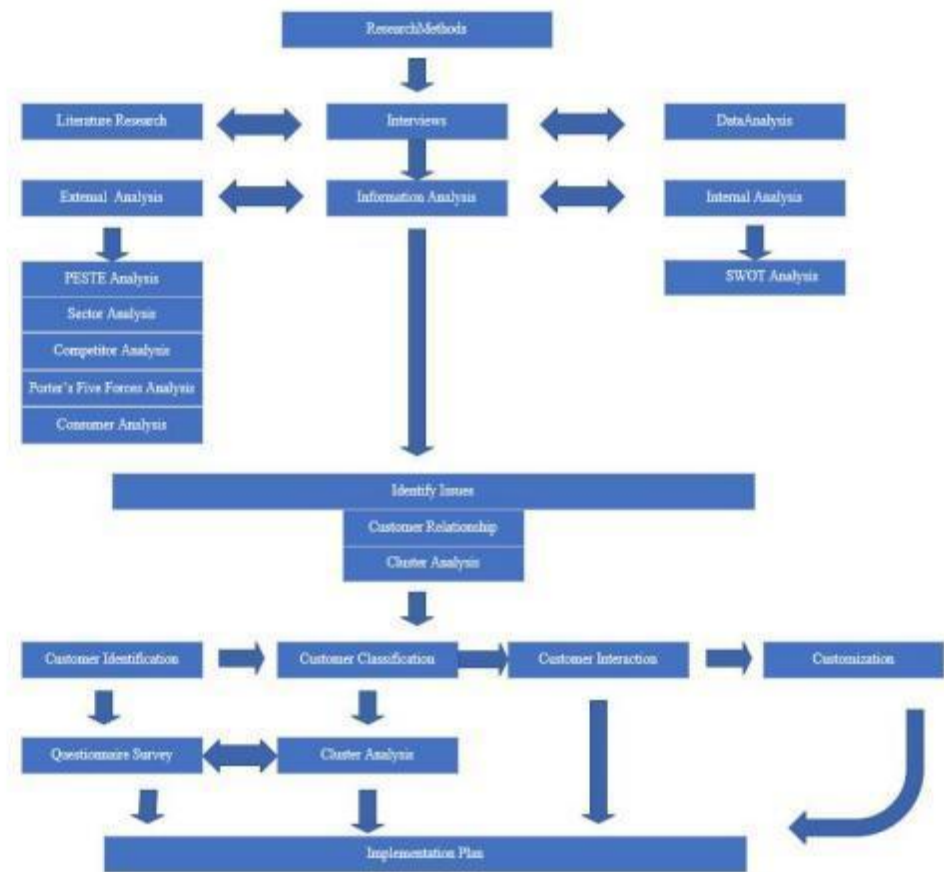 ResearchMethods
Literature Research
Interviews
DataAnalysis
External Analysis
Information Analysis
Internal Analysis
PESTE Analysis
SWOT Analysis
Sector Analysis
Competitor Analysis
Porter's Five Forces Analysis
Consumer Analysis
Identify Issues
Customer Relationship
Cluster Analysis
Customer Identification
Customer Classification
Customer Interaction
Customization
Questionnaire Survey
Cluster Analysis
Implementation Plan